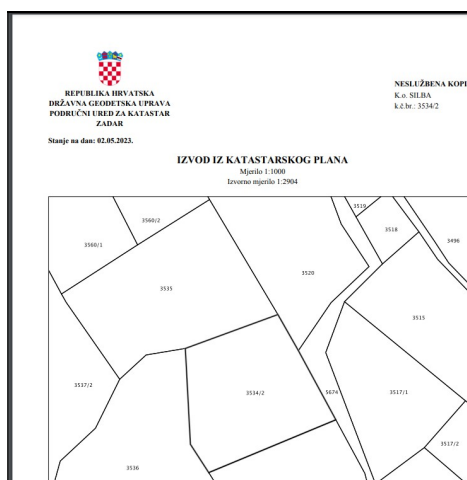 REPUBLIKA HRVATSKA
DRŽAVNA GEODETSKA UPRAVA
PODRUČNI URED ZA KATASTAR
ZADAR
NESLUŽBENA KOPI
K.o. SILBA
k.č.br.: 3534/2
Stanje na dan: 02.05.2023.
IZVOD IZ KATASTARSKOG PLANA
Mjerilo 1:1000
Izvorno mjerilo 1:2904
3519
3560/2
3518
3496
3560/1
3520
3535
3515
3537/2
3534/2
5674
3517/1
3517/2
3536